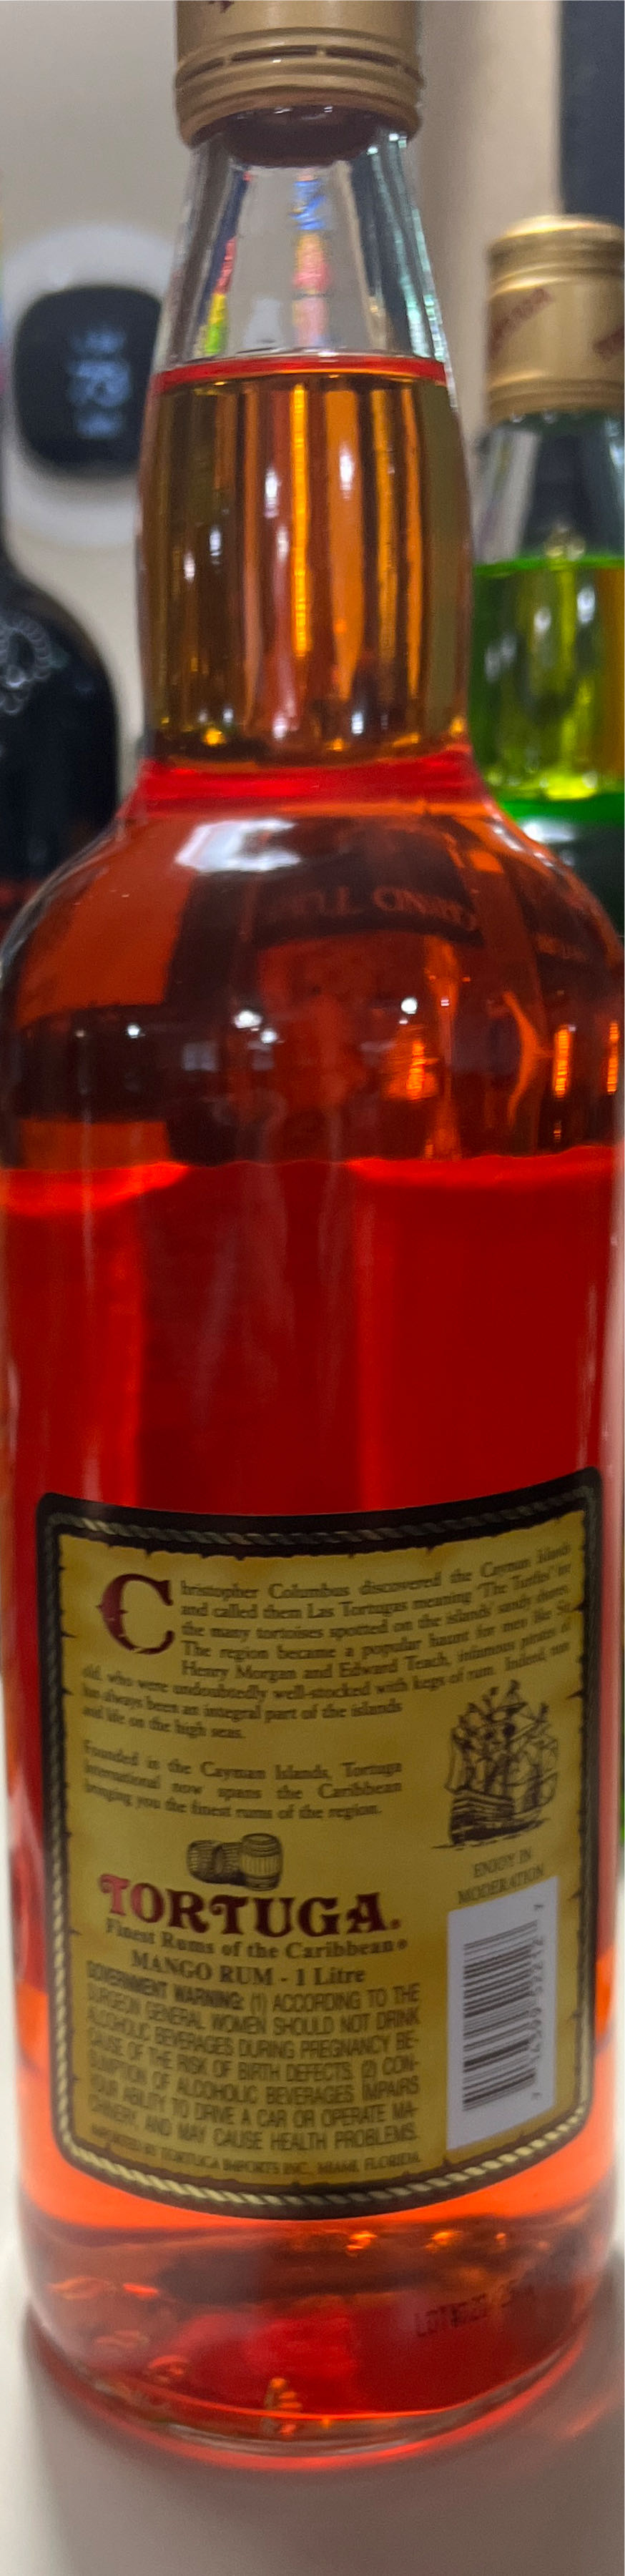 Christopher Columbus discovered the Cayman Islands
and called them Las Tortugas meaning 'The Turtles' for
the many tortoises spotted on the islands' sandy shores.
The region became a popular haunt for men like Sir
Henry Morgan and Edward Teach, infamous pirates of
old, who were undoubtedly well-stocked with kegs of rum. Indeed, rum
has always been an integral part of the islands
and life on the high seas.
Founded in the Cayman Islands, Tortuga
International now spans the Caribbean
bringing you the finest rums of the region.
ENJOY IN
MODERATION
TORTUGA®
Finest Rums of the Caribbean®
MANGO RUM - 1 Litre
GOVERNMENT WARNING: (1) ACCORDING TO THE
SURGEON GENERAL WOMEN SHOULD NOT DRINK
ALCOHOLIC BEVERAGES DURING PREGNANCY BE-
CAUSE OF THE RISK OF BIRTH DEFECTS. (2) CON-
SUMPTION OF ALCOHOLIC BEVERAGES IMPAIRS
YOUR ABILITY TO DRIVE A CAR OR OPERATE MA-
CHINERY, AND MAY CAUSE HEALTH PROBLEMS.
IMPORTED BY TORTUGA IMPORTS INC., MIAMI, FLORIDA.